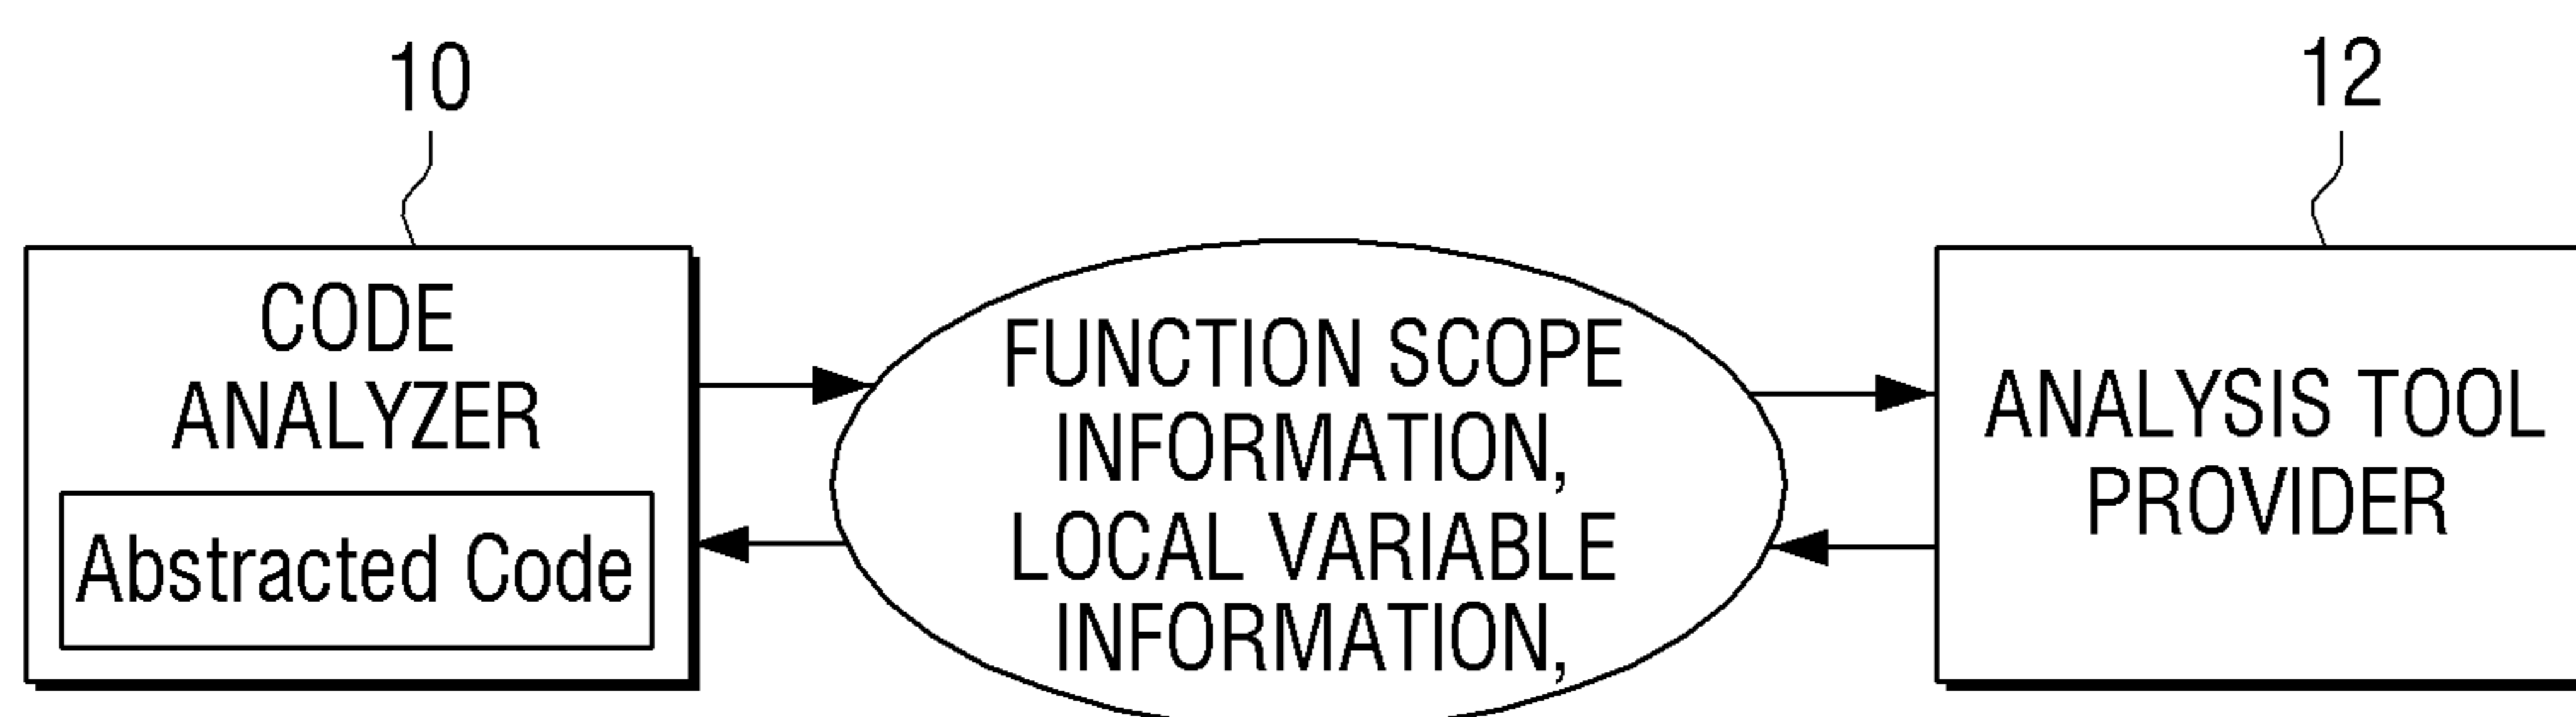 10
12
CODE
ANALYZER
Abstracted Code
FUNCTION SCOPE
INFORMATION,
LOCAL VARIABLE
INFORMATION,
ANALYSIS TOOL
PROVIDER